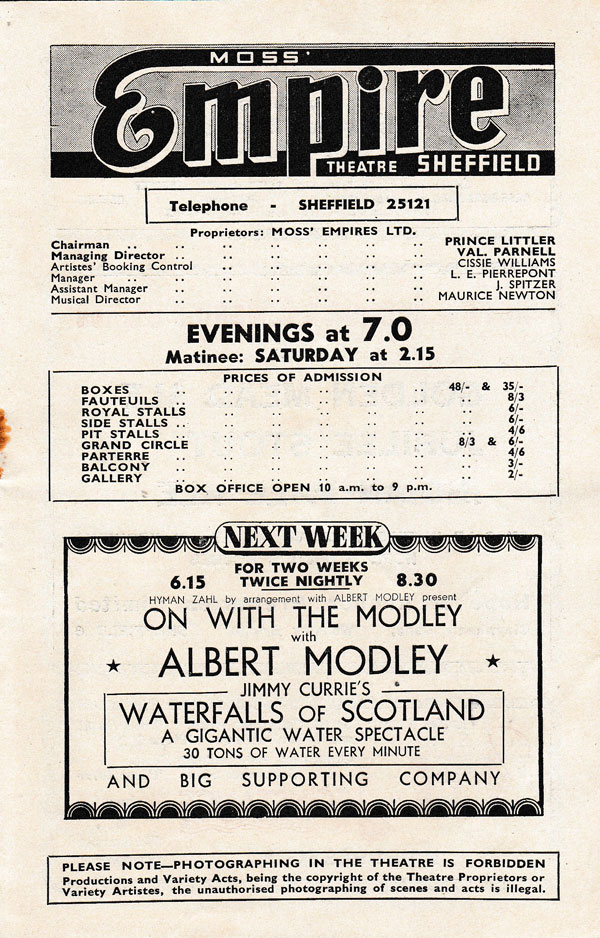 MOSS'
Empire
THEATRE SHEFFIELD
Telephone - SHEFFIELD 25121
Proprietors: MOSS' EMPIRES LTD.
Chairman .. .. .. .. .. .. .. PRINCE LITTLER
Managing Director .. .. .. .. .. .. .. VAL. PARNELL
Artistes' Booking Control .. .. .. .. .. .. CISSIE WILLIAMS
Manager .. .. .. .. .. .. .. L. E. PIERREPONT
Assistant Manager .. .. .. .. .. .. .. J. SPITZER
Musical Director .. .. .. .. .. .. .. MAURICE NEWTON
EVENINGS at 7.0
Matinee: SATURDAY at 2.15
PRICES OF ADMISSION
BOXES .. .. .. .. .. .. 48/- & 35/-
FAUTEUILS .. .. .. .. .. .. .. 8/3
ROYAL STALLS .. .. .. .. .. .. .. 6/-
SIDE STALLS .. .. .. .. .. .. .. 6/-
PIT STALLS .. .. .. .. .. .. .. 4/6
GRAND CIRCLE .. .. .. .. .. .. 8/3 & 6/-
PARTERRE .. .. .. .. .. .. .. 4/6
BALCONY .. .. .. .. .. .. .. 3/-
GALLERY .. .. .. .. .. .. .. 2/-
BOX OFFICE OPEN 10 a.m. to 9 p.m.
NEXT WEEK
FOR TWO WEEKS
6.15 TWICE NIGHTLY 8.30
HYMAN ZAHL by arrangement with ALBERT MODLEY present
ON WITH THE MODLEY
with
★ ALBERT MODLEY ★
JIMMY CURRIE'S
WATERFALLS OF SCOTLAND
A GIGANTIC WATER SPECTACLE
30 TONS OF WATER EVERY MINUTE
AND BIG SUPPORTING COMPANY
PLEASE NOTE—PHOTOGRAPHING IN THE THEATRE IS FORBIDDEN
Productions and Variety Acts, being the copyright of the Theatre Proprietors or
Variety Artistes, the unauthorised photographing of scenes and acts is illegal.